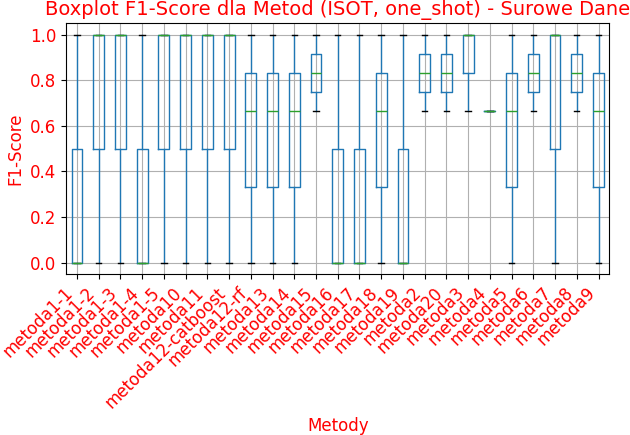 Boxplot F1-Score dla Metod (ISOT, one_shot) - Surowe Dane
F1-Score
1.0
0.8
0.6
0.4
0.2
0.0
metoda1-1
metoda1-2
metoda1-3
metoda1-4
metoda1-5
metoda10
metoda11
metoda12-catboost
metoda12-rf
metoda13
metoda14
metoda15
metoda16
metoda17
metoda18
metoda19
metoda2
metoda20
metoda3
metoda4
metoda5
metoda6
metoda7
metoda8
metoda9
Metody